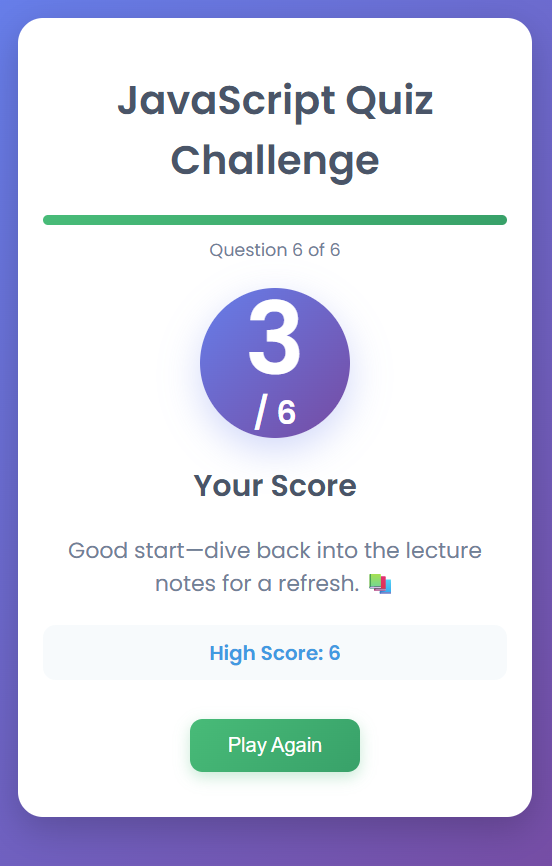 JavaScript Quiz
Challenge
Question 6 of 6
3
/ 6
Your Score
Good start—dive back into the lecture
notes for a refresh. 📚
High Score: 6
Play Again